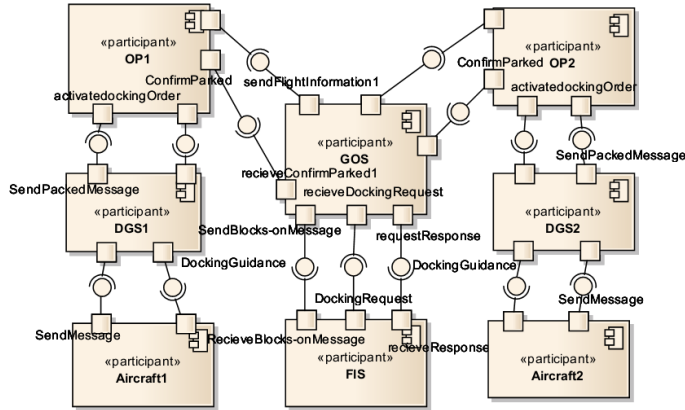 «participant»
OP1
ConfirmParked
activatedockingOrder
sendFlightInformation1
«participant»
OP2
ConfirmParked
activatedockingOrder
«participant»
GOS
recieveConfirmParked1
recieveDockingRequest
SendPackedMessage
SendPackedMessage
«participant»
DGS1
SendBlocks-onMessage
requestResponse
«participant»
DGS2
DockingGuidance
DockingGuidance
DockingRequest
SendMessage
SendMessage
RecieveBlocks-onMessage
recieveResponse
«participant»
Aircraft1
«participant»
FIS
«participant»
Aircraft2